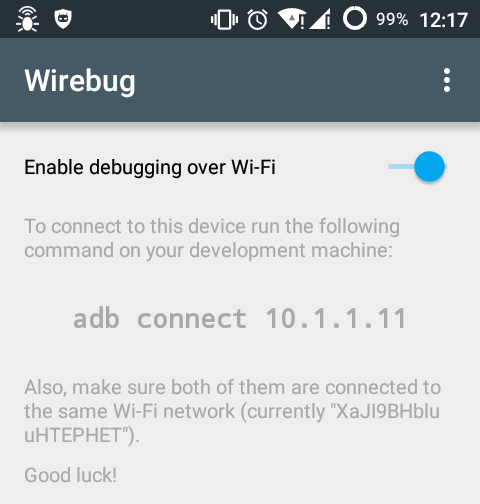 99% 12:17
Wirebug
Enable debugging over Wi-Fi
To connect to this device run the following
command on your development machine:
adb connect 10.1.1.11
Also, make sure both of them are connected to
the same Wi-Fi network (currently "XaJI9BHblu
uHTEPHET").
Good luck!